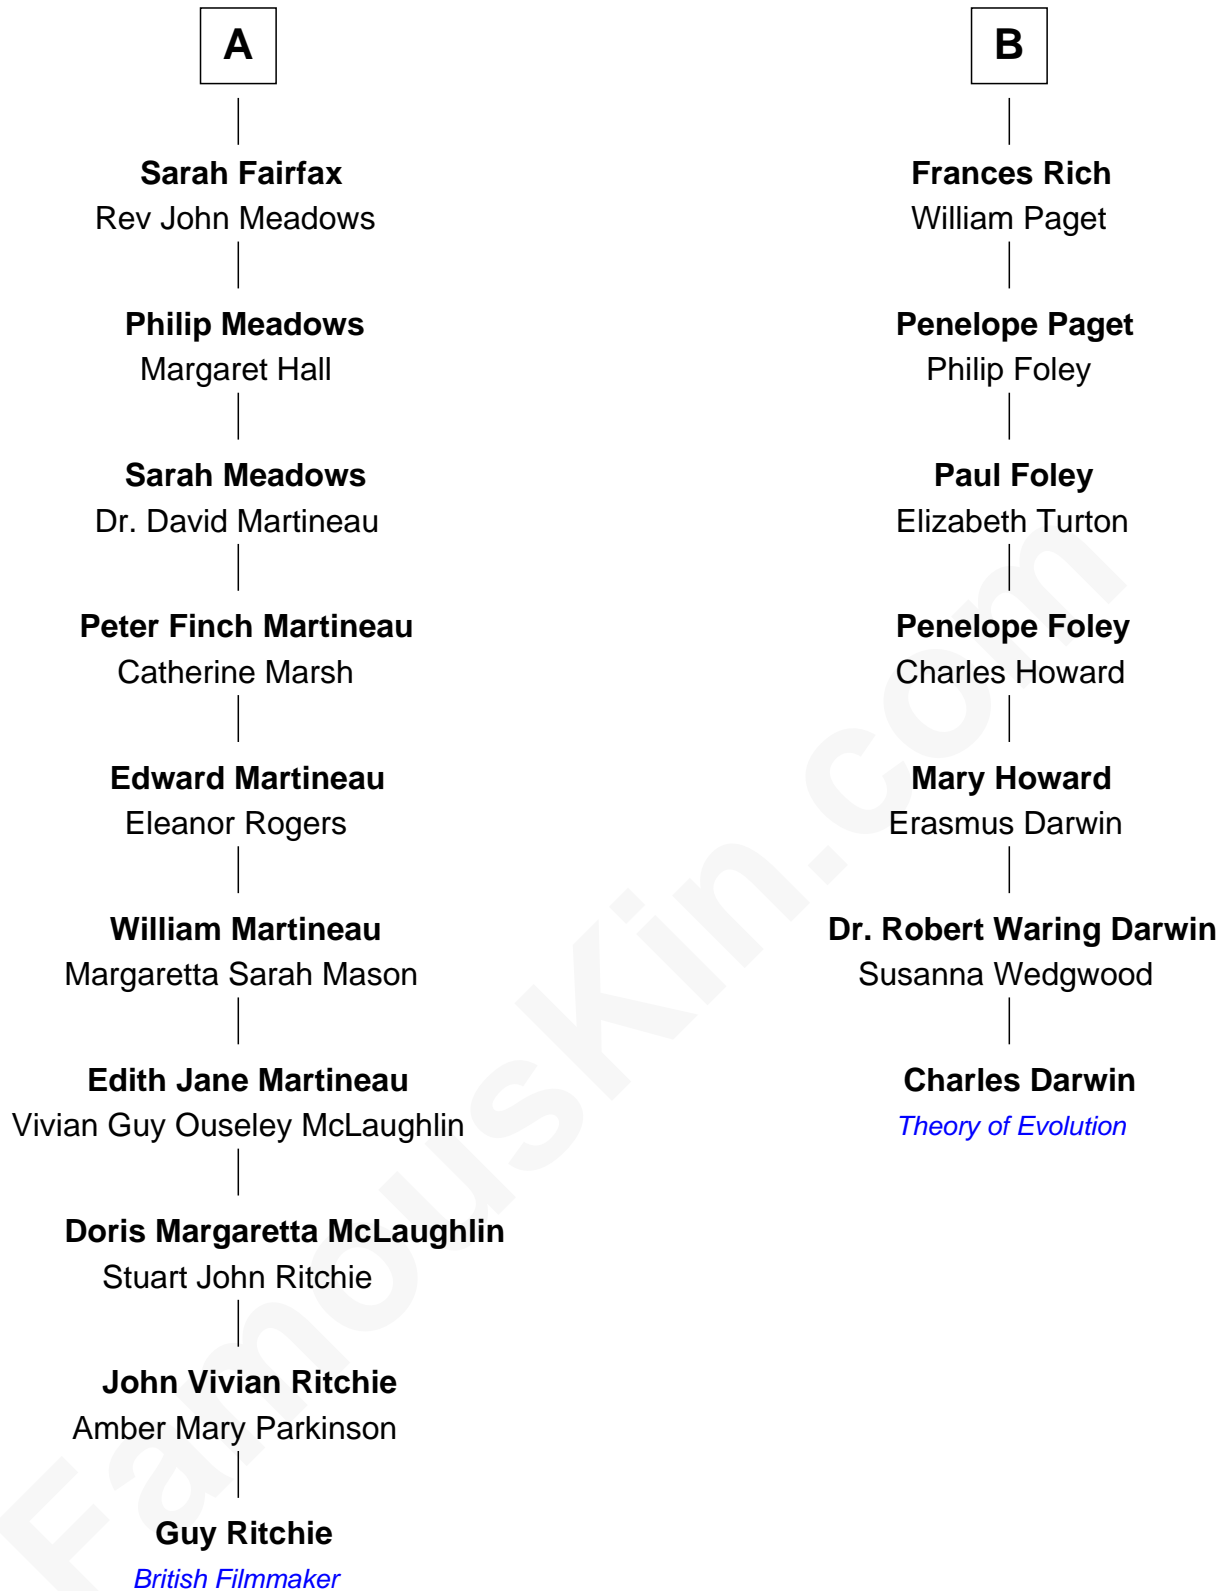 A
Sarah Fairfax
Rev John Meadows
Philip Meadows
Margaret Hall
Sarah Meadows
Dr. David Martineau
Peter Finch Martineau
Catherine Marsh
Edward Martineau
Eleanor Rogers
William Martineau
Margaretta Sarah Mason
Edith Jane Martineau
Vivian Guy Ouseley McLaughlin
Doris Margaretta McLaughlin
Stuart John Ritchie
John Vivian Ritchie
Amber Mary Parkinson
Guy Ritchie
British Filmmaker
B
Frances Rich
William Paget
Penelope Paget
Philip Foley
Paul Foley
Elizabeth Turton
Penelope Foley
Charles Howard
Mary Howard
Erasmus Darwin
Dr. Robert Waring Darwin
Susanna Wedgwood
Charles Darwin
Theory of Evolution
FamousKin.com